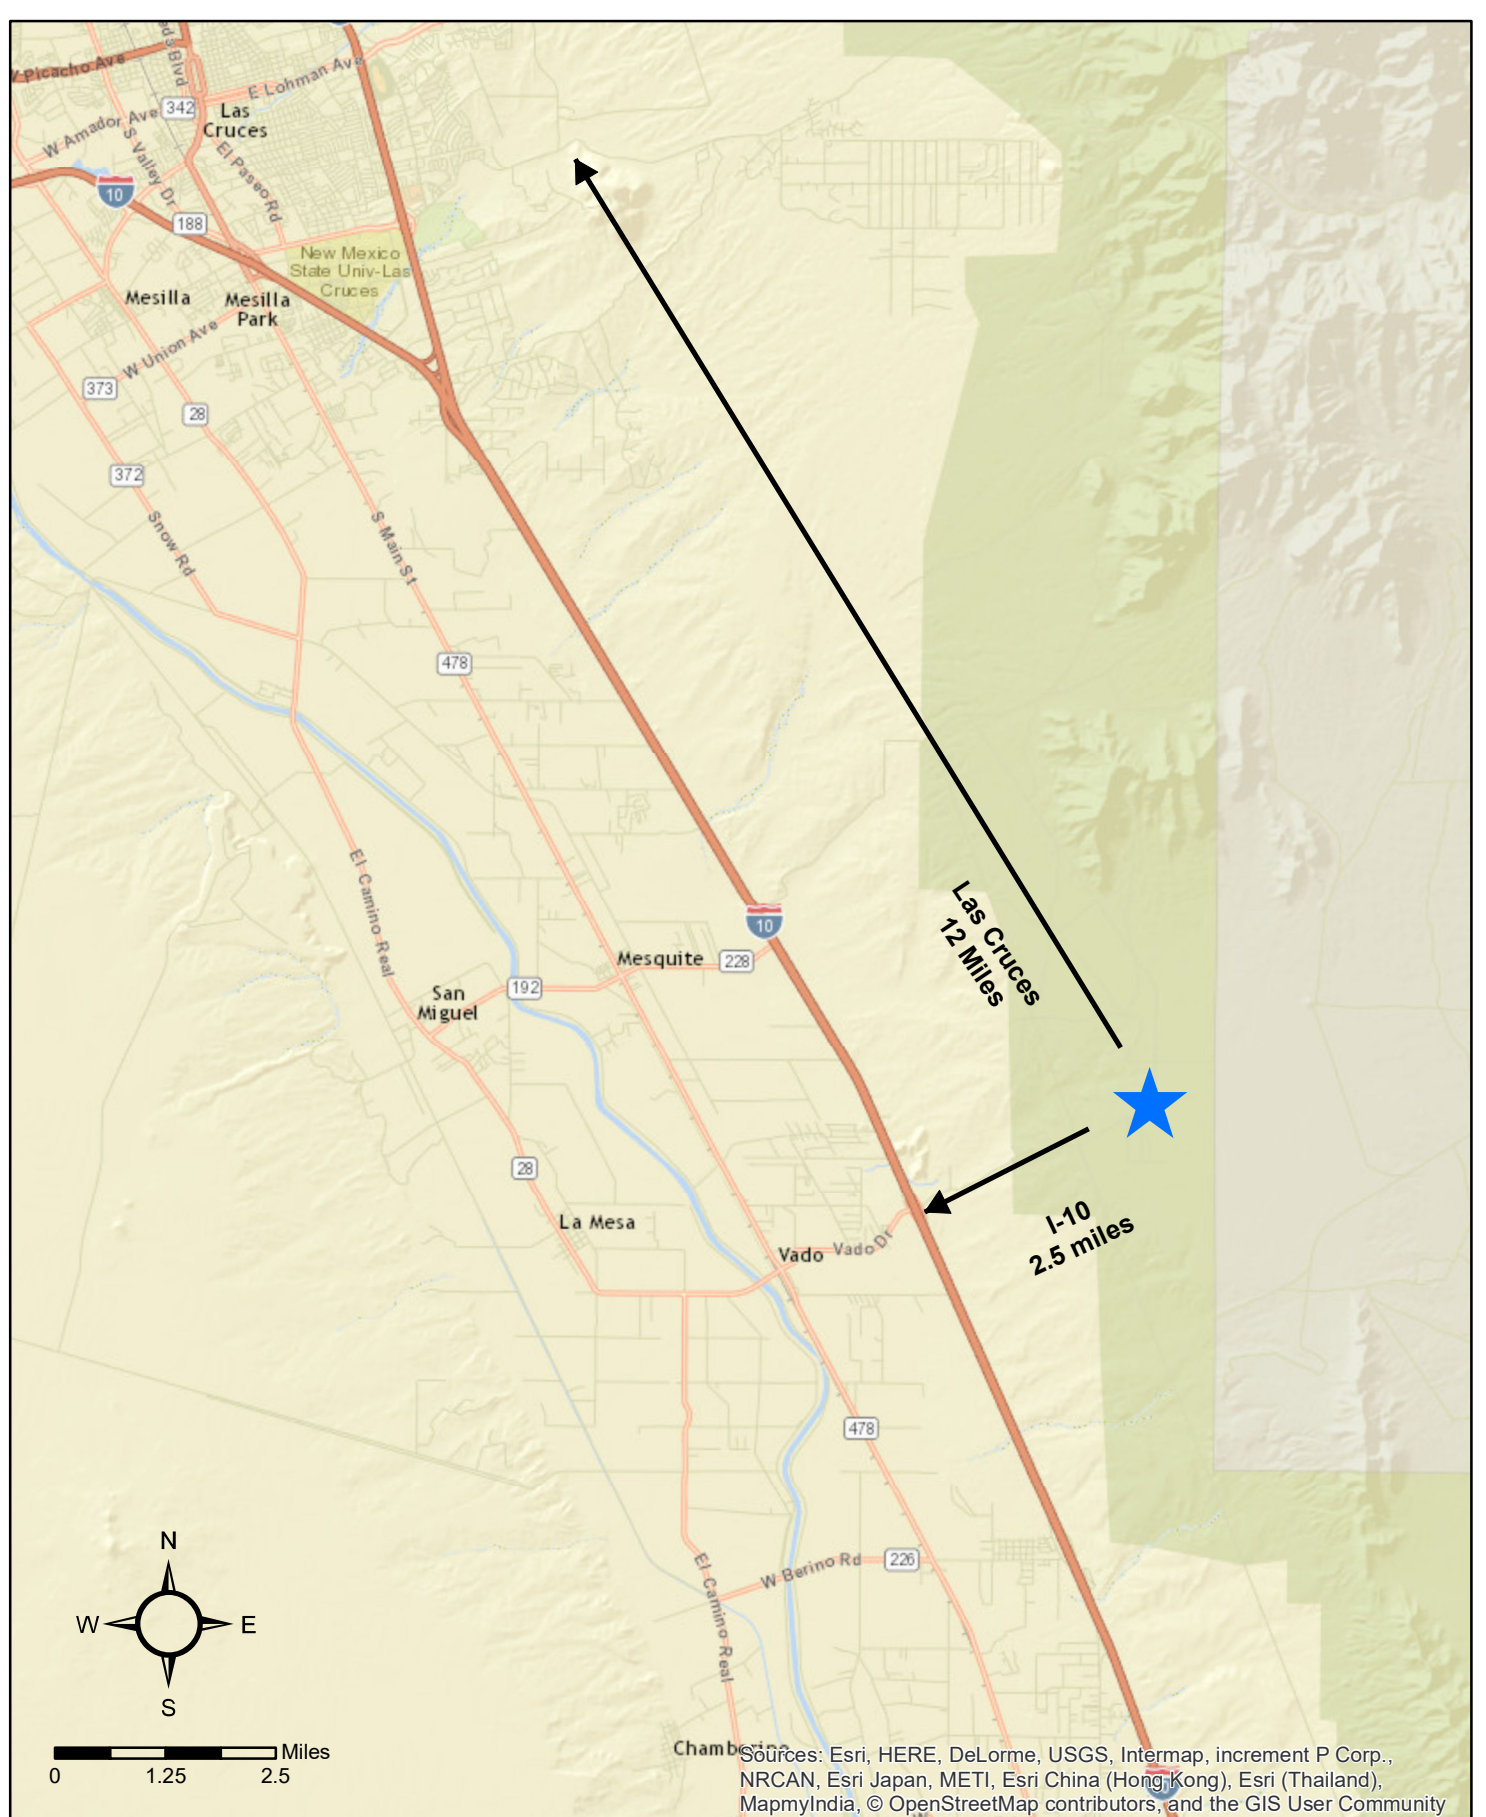 W Picacho Ave
E Lohman Ave
342
Las
Cruces
W Amador Ave
S Valley Dr
El Paseo Rd
10
188
New Mexico
State Univ-Las
Cruces
Mesilla
Mesilla
Park
W Union Ave
373
28
372
Snow Rd
S Main St
478
El Camino Real
10
Las Cruces
12 Miles
Mesquite
228
192
San
Miguel
28
La Mesa
I-10
2.5 miles
Vado
Vado Dr
478
N
W
E
S
W Berino Rd
226
El Camino Real
Miles
0
1.25
2.5
Chamberino
Sources: Esri, HERE, DeLorme, USGS, Intermap, increment P Corp.,
NRCAN, Esri Japan, METI, Esri China (Hong Kong), Esri (Thailand),
MapmyIndia, © OpenStreetMap contributors, and the GIS User Community